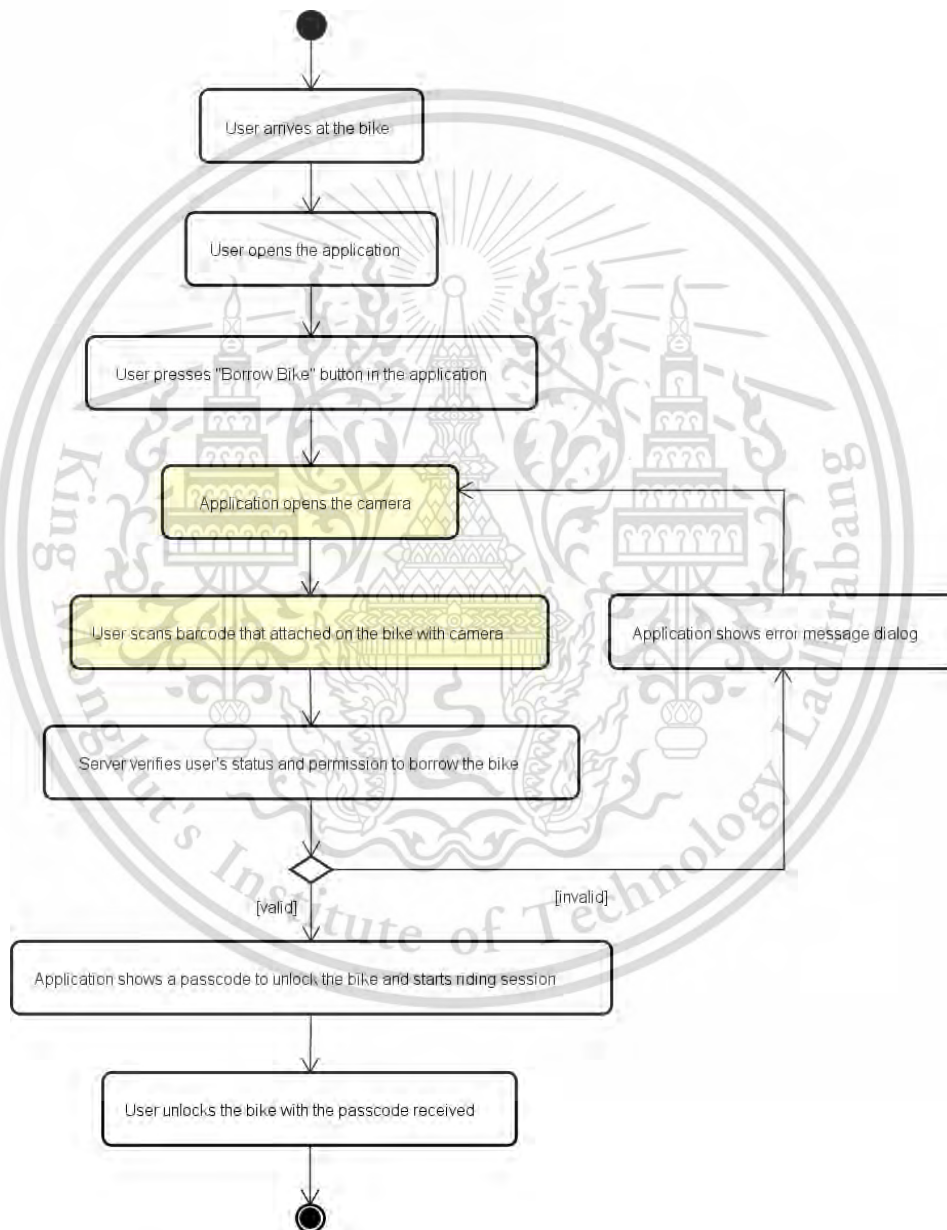 User arrives at the bike
User opens the application
User presses "Borrow Bike" button in the application
Application opens the camera
User scans barcode that attached on the bike with camera
Application shows error message dialog
Server verifies user's status and permission to borrow the bike
[valid]
[invalid]
Application shows a passcode to unlock the bike and starts riding session
User unlocks the bike with the passcode received
King Mongkut's Institute of Technology Ladkrabang